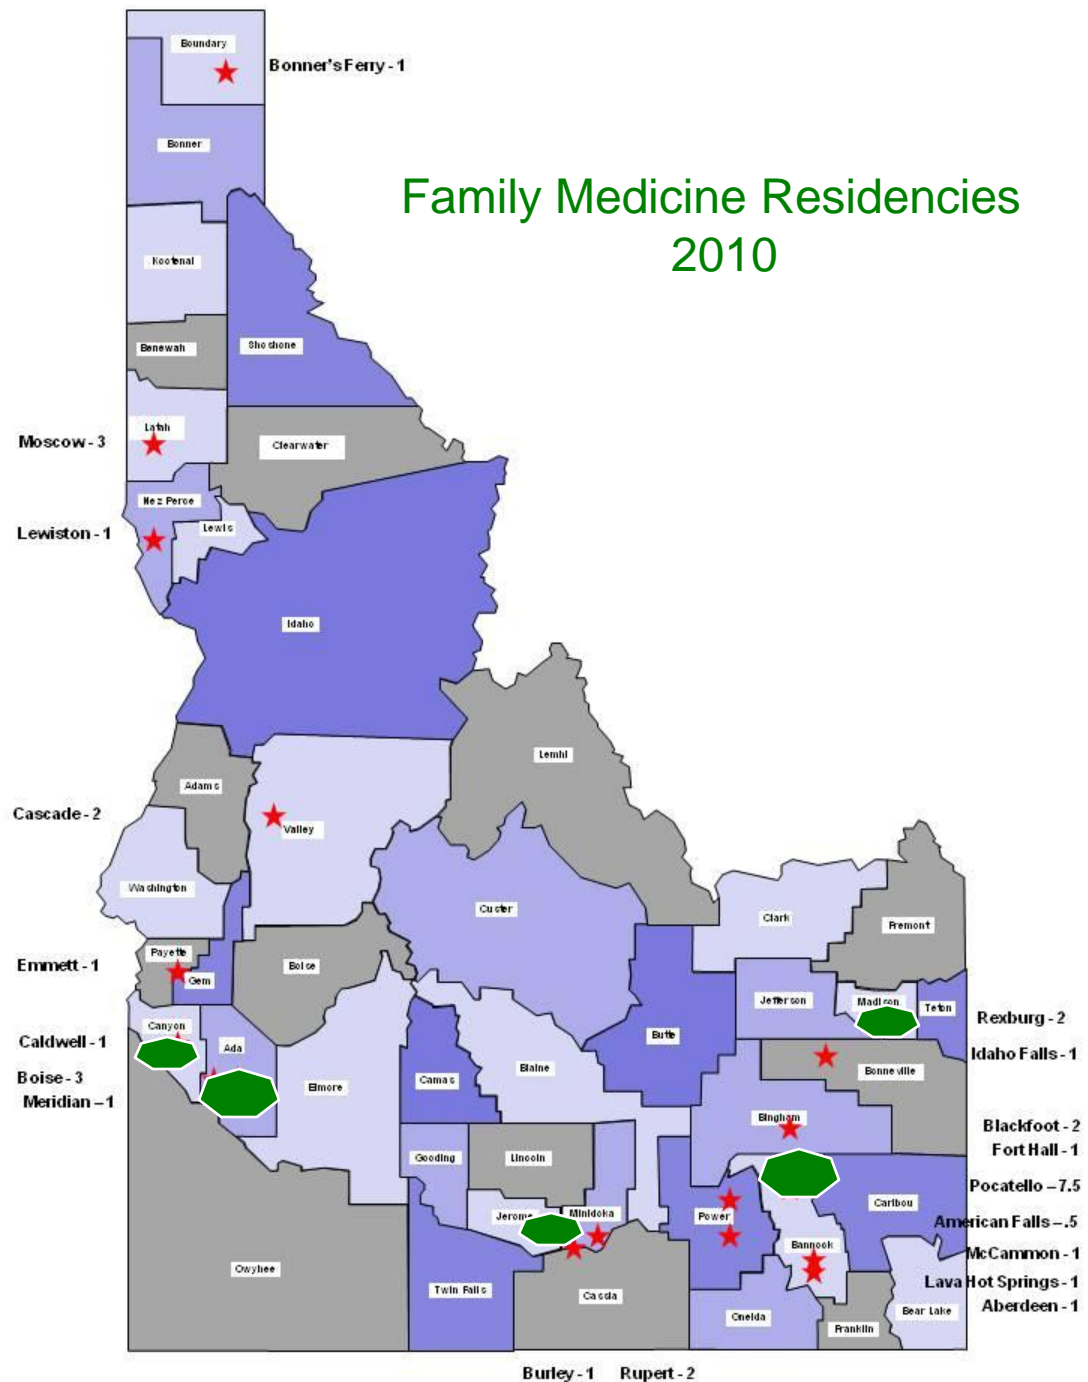 Boundary
Bonner's Ferry - 1
Bonner
Family Medicine Residencies
2010
Kootenai
Shoshone
Benewah
Latah
Moscow - 3
Clearwater
Nez Perce
Lewiston - 1
Lewis
Idaho
Lemhi
Adams
Cascade - 2
Valley
Washington
Custer
Clark
Fremont
Payette
Emmett - 1
Gem
Boise
Jefferson
Madison
Teton
Rexburg - 2
Canyon
Caldwell - 1
Ada
Butte
Idaho Falls - 1
Bonneville
Boise - 3
Meridian – 1
Elmore
Camas
Blaine
Bingham
Blackfoot - 2
Fort Hall - 1
Gooding
Lincoln
Pocatello – 7.5
Caribou
Jerome
Minidoka
Power
American Falls – .5
Bannock
McCammon - 1
Owyhee
Twin Falls
Cassia
Lava Hot Springs - 1
Aberdeen - 1
Oneida
Franklin
Bear Lake
Burley - 1
Rupert - 2